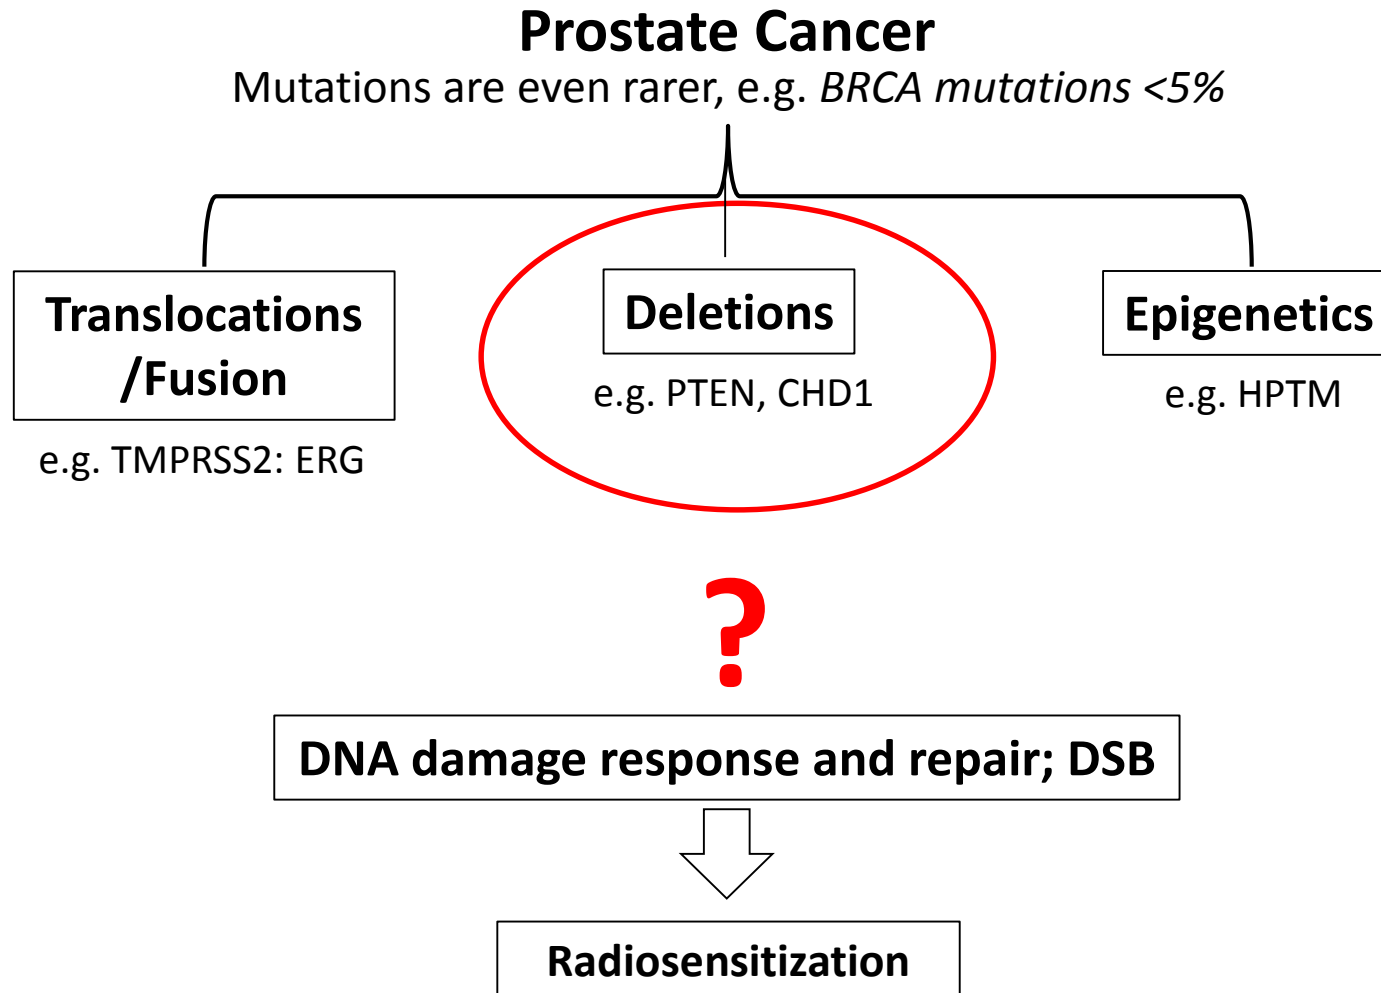 Prostate Cancer
Mutations are even rarer, e.g. BRCA mutations <5%
Translocations
/Fusion
e.g. TMPRSS2: ERG
Deletions
e.g. PTEN, CHD1
Epigenetics
e.g. HPTM
?
DNA damage response and repair; DSB
Radiosensitization